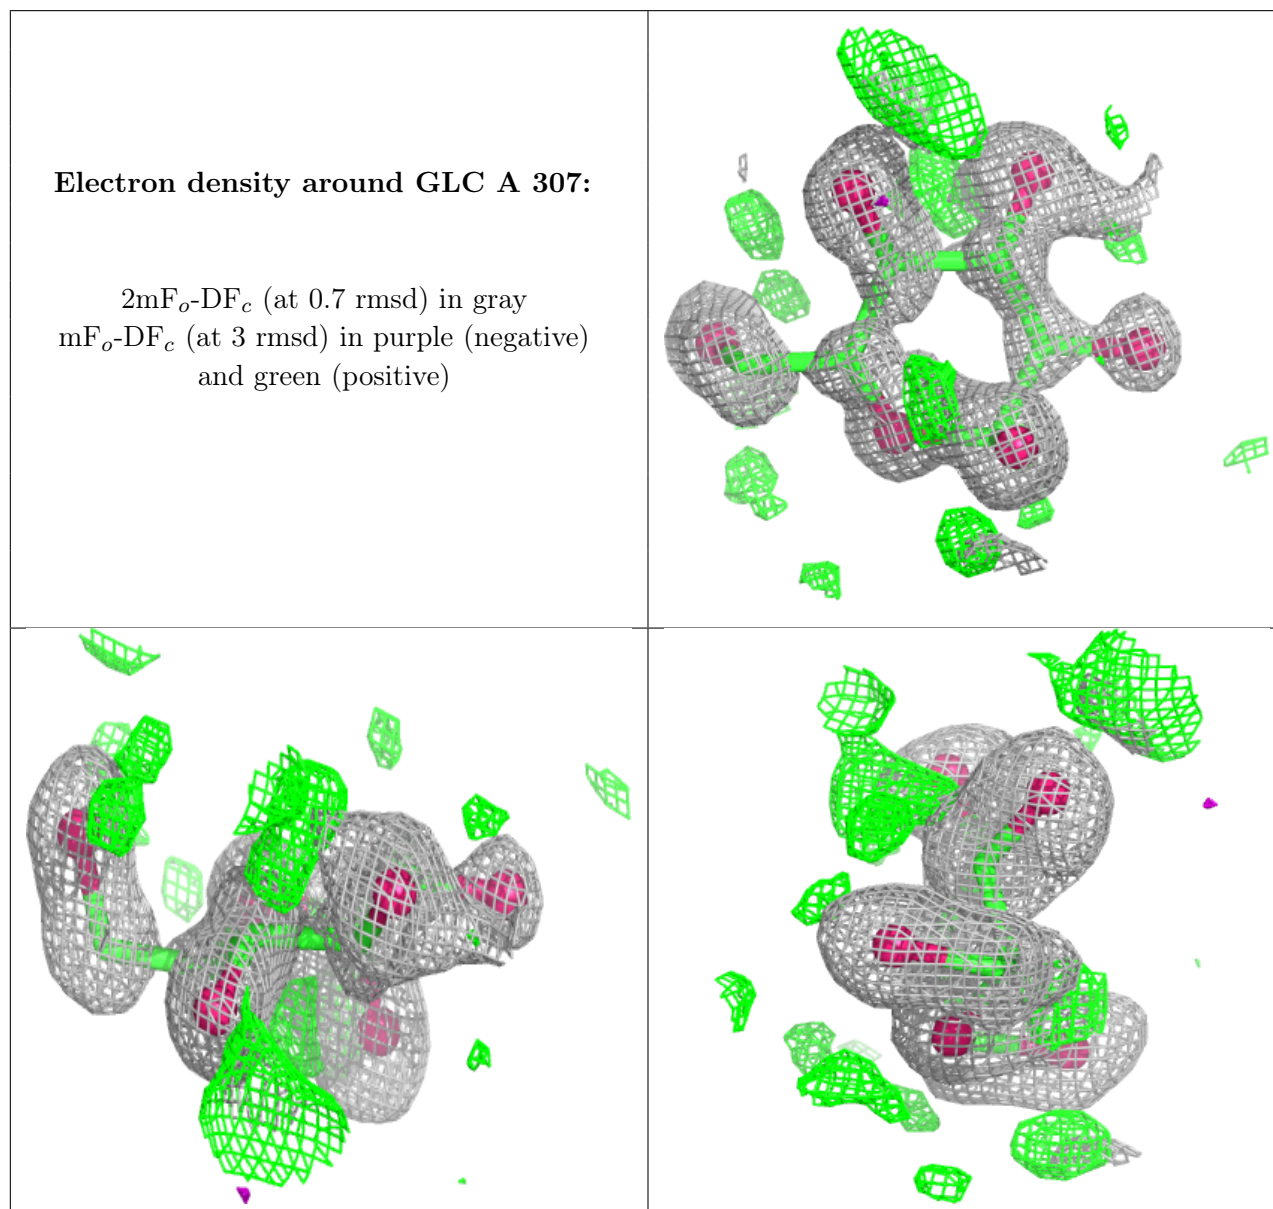 Electron density around GLC A 307:
2mFo-DFc (at 0.7 rmsd) in gray
mFo-DFc (at 3 rmsd) in purple (negative)
and green (positive)